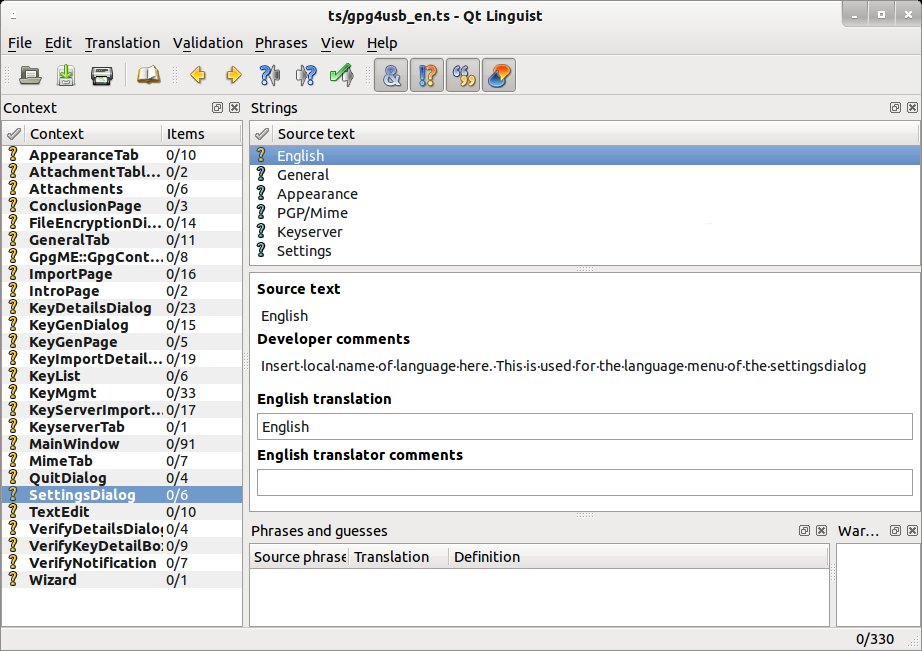 ts/gpg4usb_en.ts - Qt Linguist
File Edit Translation Validation Phrases View Help
Context
Context Items
AppearanceTab 0/10
AttachmentTabl... 0/2
Attachments 0/6
ConclusionPage 0/3
FileEncryptionDi... 0/14
GeneralTab 0/11
GpgME::GpgCont... 0/8
ImportPage 0/16
IntroPage 0/2
KeyDetailsDialog 0/23
KeyGenDialog 0/15
KeyGenPage 0/5
KeyImportDetail... 0/19
KeyList 0/6
KeyMgmt 0/33
KeyServerImport... 0/17
KeyserverTab 0/1
MainWindow 0/91
MimeTab 0/7
QuitDialog 0/4
SettingsDialog 0/6
TextEdit 0/10
VerifyDetailsDialog 0/4
VerifyKeyDetailBo 0/9
VerifyNotification 0/7
Wizard 0/1
Strings
Source text
English
General
Appearance
PGP/Mime
Keyserver
Settings
Source text
English
Developer comments
Insert·local·name·of·language·here.·This·is·used·for·the·language·menu·of·the·settingsdialog
English translation
English
English translator comments
Phrases and guesses
Source phrase Translation Definition
War...
0/330